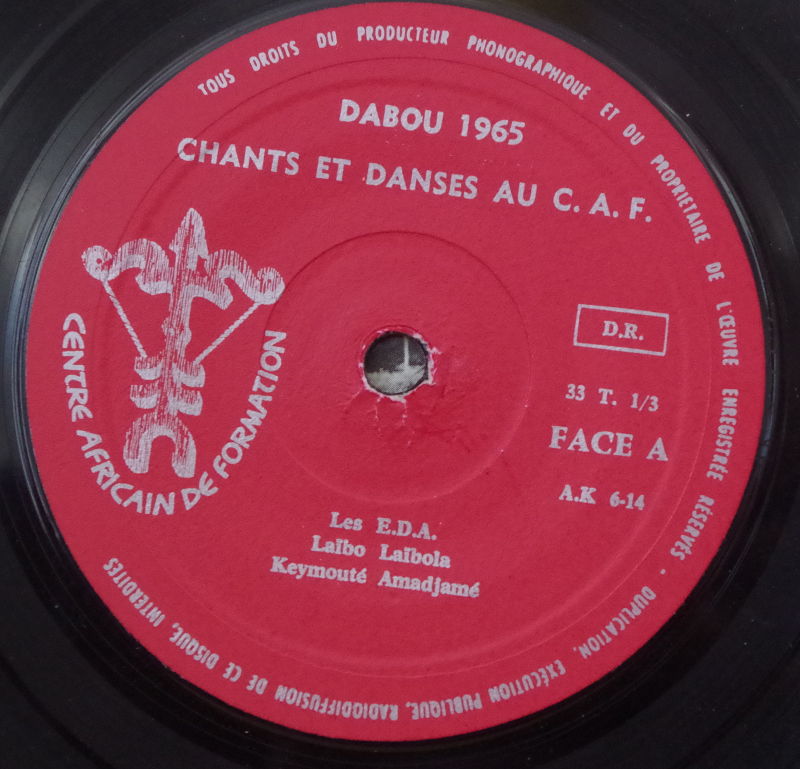 TOUS DROITS DU PRODUCTEUR PHONOGRAPHIQUE ET DU PROPRIETAIRE DE L'ŒUVRE ENREGISTRÉE RÉSERVÉS - DUPLICATION, EXÉCUTION PUBLIQUE, RADIODIFFUSION DE CE DISQUE, INTERDITES
DABOU 1965
CHANTS ET DANSES AU C. A. F.
CENTRE AFRICAIN DE FORMATION
D.R.
33 T. 1/3
FACE A
A.K 6-14
Les E.D.A.
Laïbo Laïbola
Keymouté Amadjamé